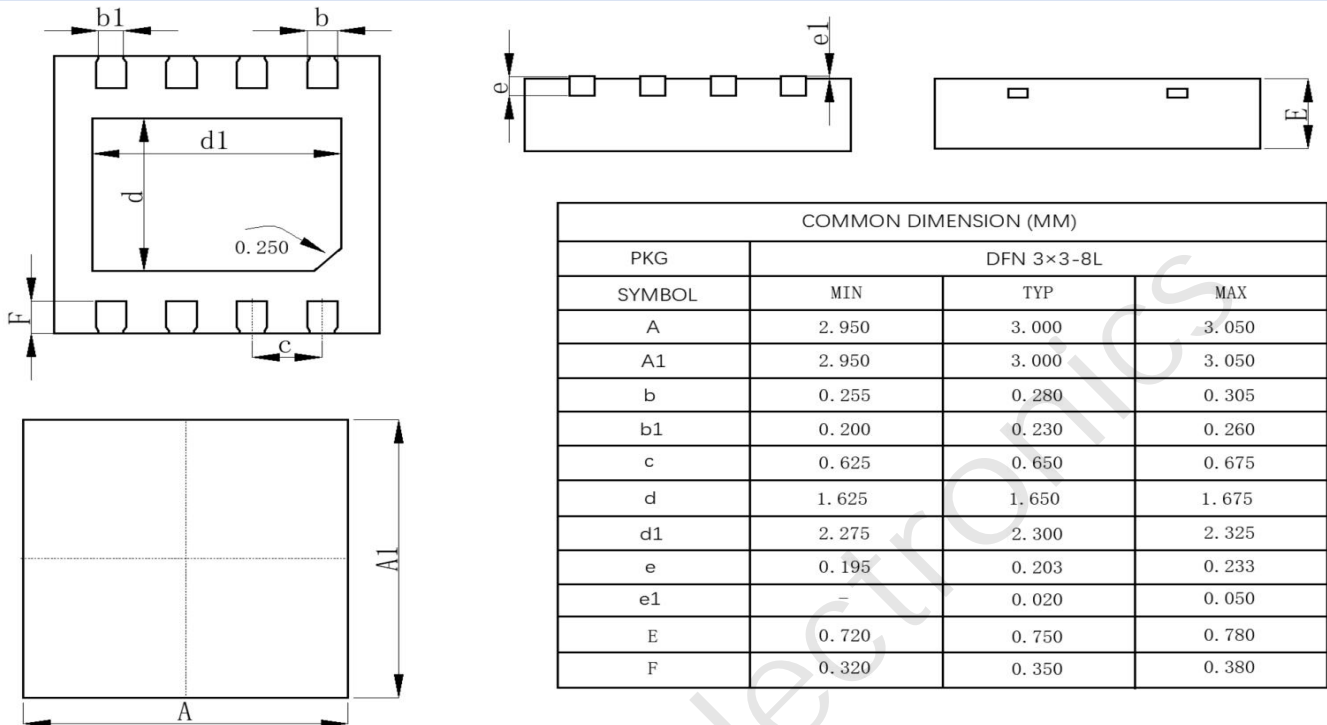 b1
b
d1
d
0.250
F
c
A1
A
e
e1
E
COMMON DIMENSION (MM)
PKG DFN 3×3-8L
SYMBOL MIN TYP MAX
A 2.950 3.000 3.050
A1 2.950 3.000 3.050
b 0.255 0.280 0.305
b1 0.200 0.230 0.260
c 0.625 0.650 0.675
d 1.625 1.650 1.675
d1 2.275 2.300 2.325
e 0.195 0.203 0.233
e1 – 0.020 0.050
E 0.720 0.750 0.780
F 0.320 0.350 0.380
lectronics